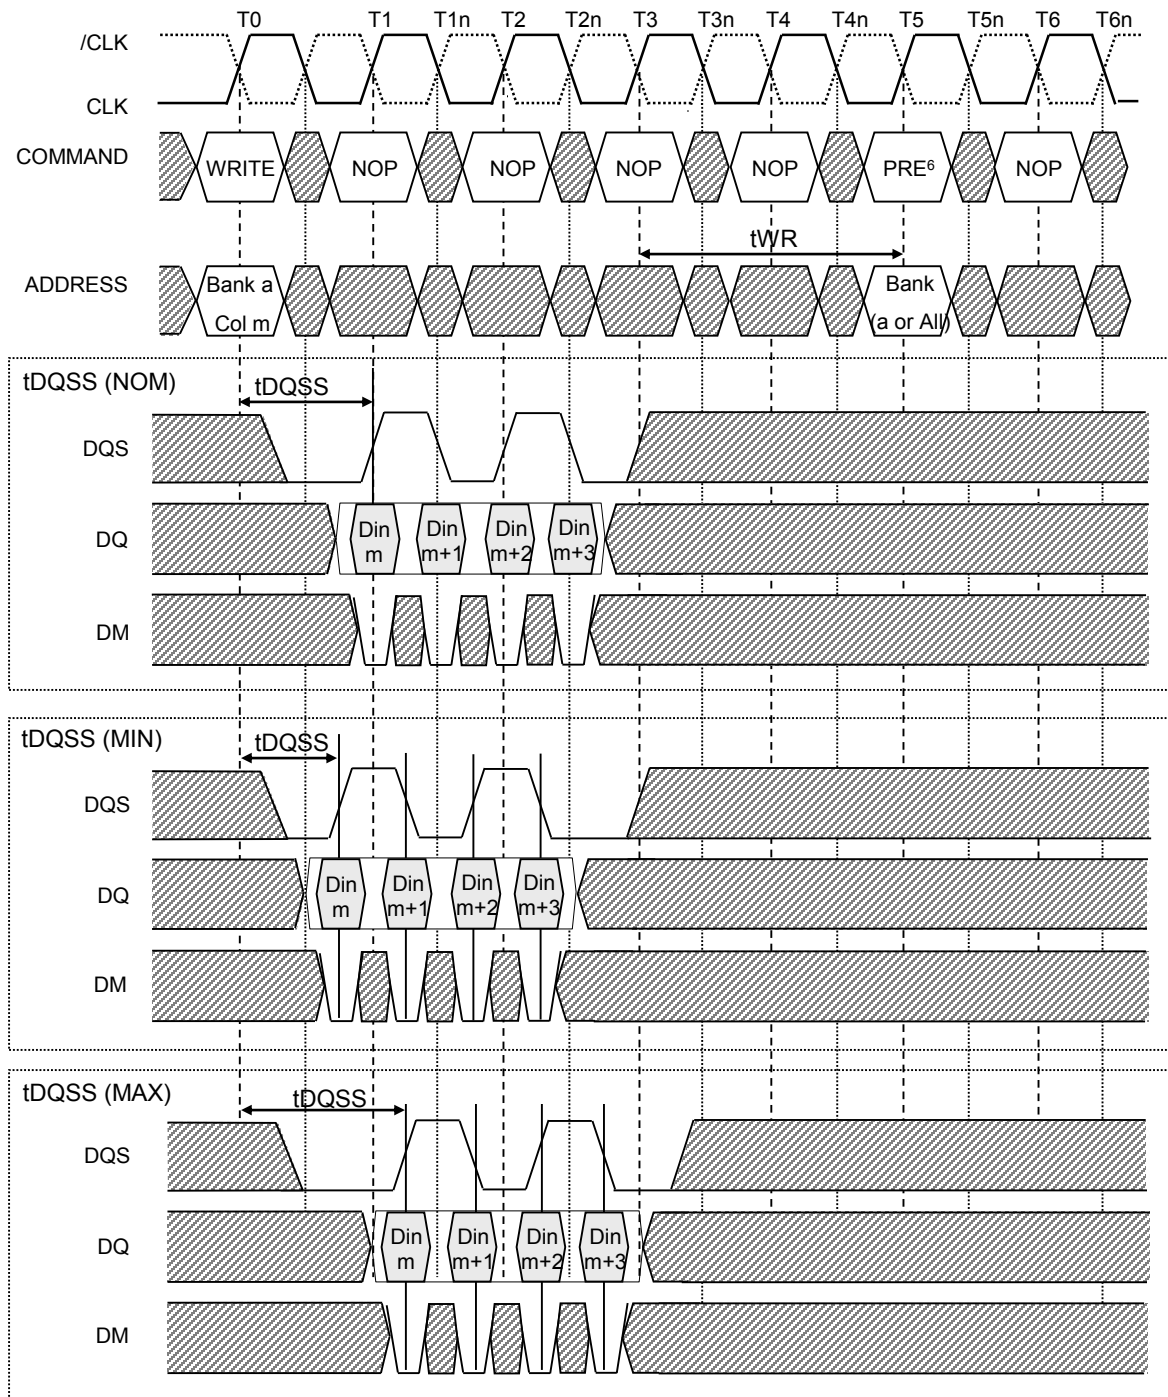 T0 T1 T1n T2 T2n T3 T3n T4 T4n T5 T5n T6 T6n
/CLK
CLK
COMMAND WRITE NOP NOP NOP NOP PRE⁶ NOP
tWR
ADDRESS Bank a Bank
Col m (a or All)
tDQSS (NOM)
tDQSS
DQS
DQ Din Din Din Din
m m+1 m+2 m+3
DM
tDQSS (MIN)
tDQSS
DQS
DQ Din Din Din Din
m m+1 m+2 m+3
DM
tDQSS (MAX)
tDQSS
DQS
DQ Din Din Din Din
m m+1 m+2 m+3
DM